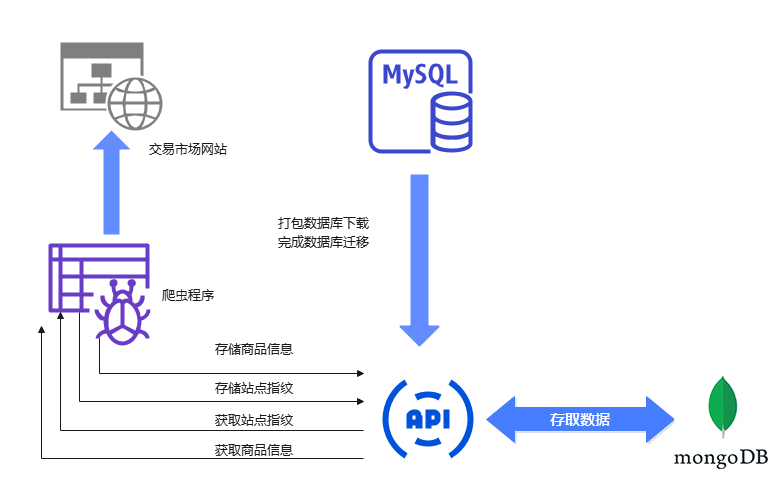 MySQL
交易市场网站
打包数据库下载
完成数据库迁移
爬虫程序
存储商品信息
存储站点指纹
获取站点指纹
获取商品信息
API
存取数据
mongoDB